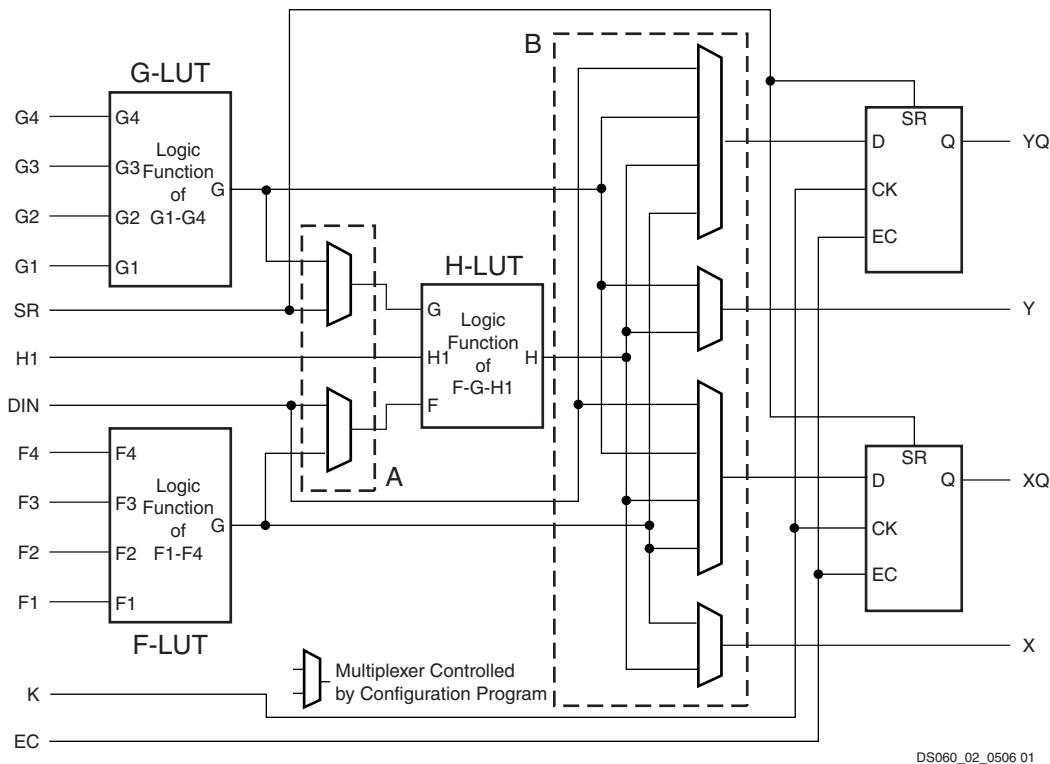 B
G-LUT
G4
G3
G2
G1
G4
G3
G2
G1
Logic
Function
of
G1-G4
G
SR
H1
DIN
H-LUT
G
H1
F
Logic
Function
of
F-G-H1
H
A
F4
F3
F2
F1
F4
F3
F2
F1
Logic
Function
of
F1-F4
G
F-LUT
Multiplexer Controlled
by Configuration Program
K
EC
SR
D
Q
CK
EC
YQ
Y
SR
D
Q
CK
EC
XQ
X
DS060_02_0506 01